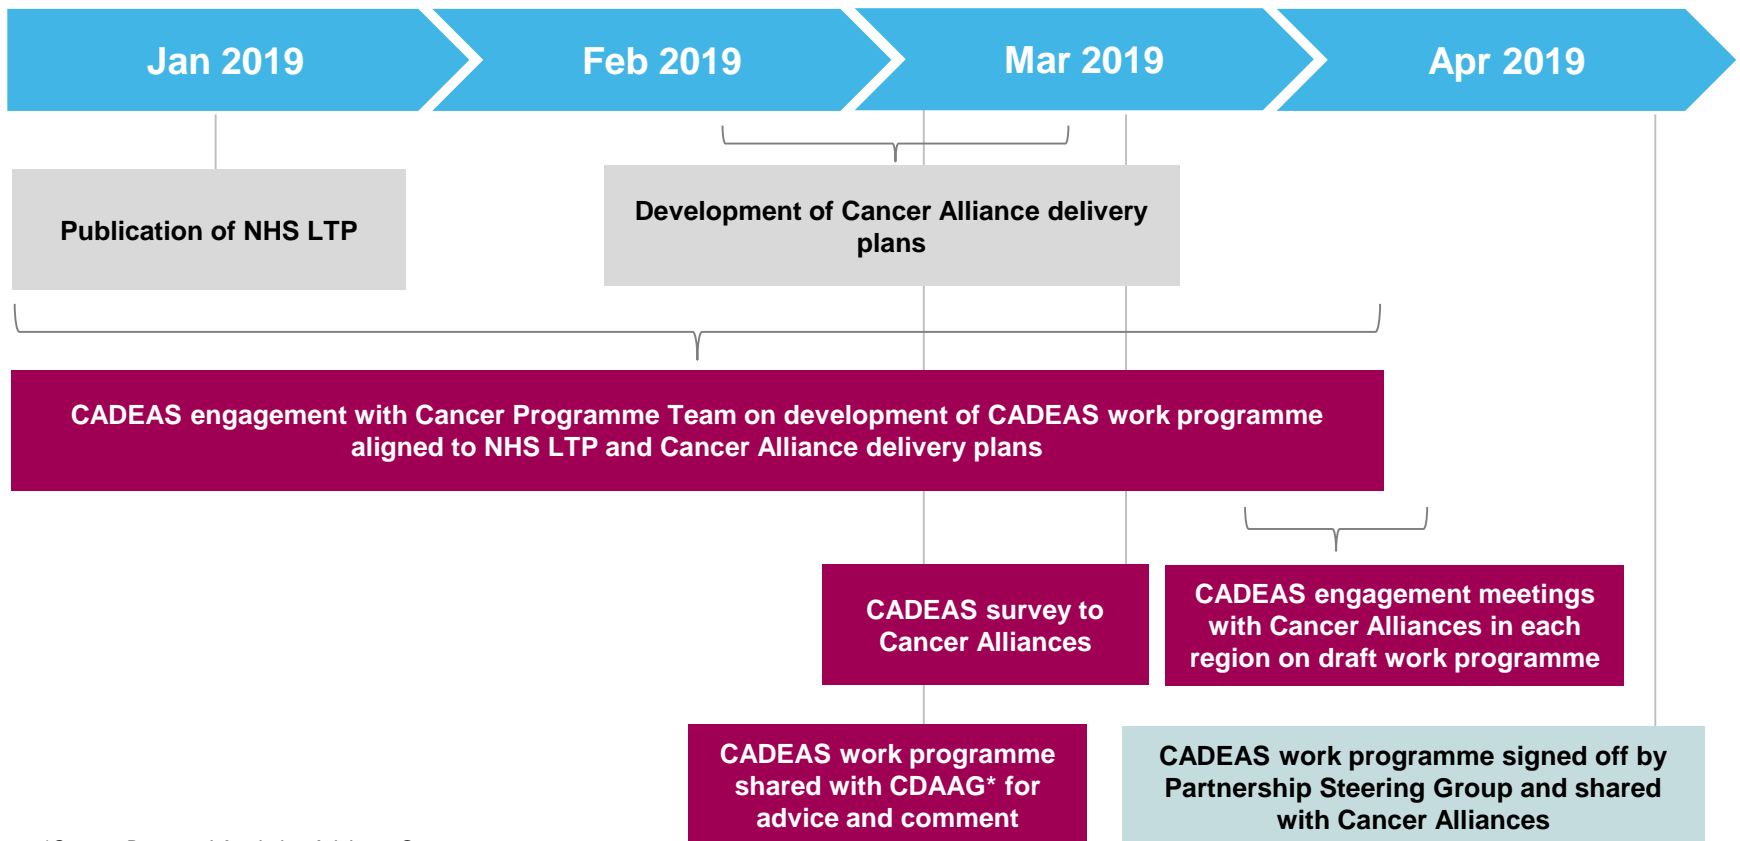 Jan 2019
Feb 2019
Mar 2019
Apr 2019
Publication of NHS LTP
Development of Cancer Alliance delivery
plans
CADEAS engagement with Cancer Programme Team on development of CADEAS work programme
aligned to NHS LTP and Cancer Alliance delivery plans
CADEAS survey to
Cancer Alliances
CADEAS engagement meetings
with Cancer Alliances in each
region on draft work programme
CADEAS work programme
shared with CDAAG* for
advice and comment
CADEAS work programme signed off by
Partnership Steering Group and shared
with Cancer Alliances